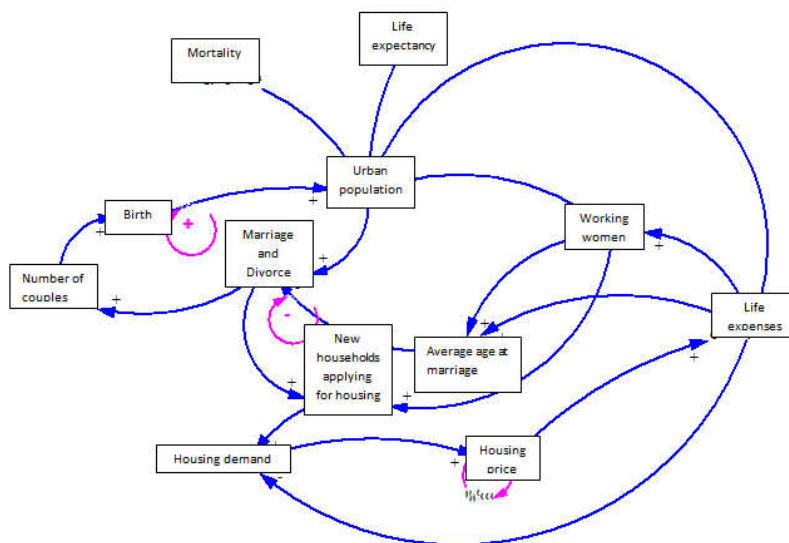 Life
expectancy
Mortality
Urban
population
+
Birth
+
+
Working
women
+
Marriage
and
Divorce
+
Number of
couples
+
-
Life
expenses
+
New
households
applying
for housing
+
+
Average age at
marriage
+
Housing demand
+
Housing
price
-